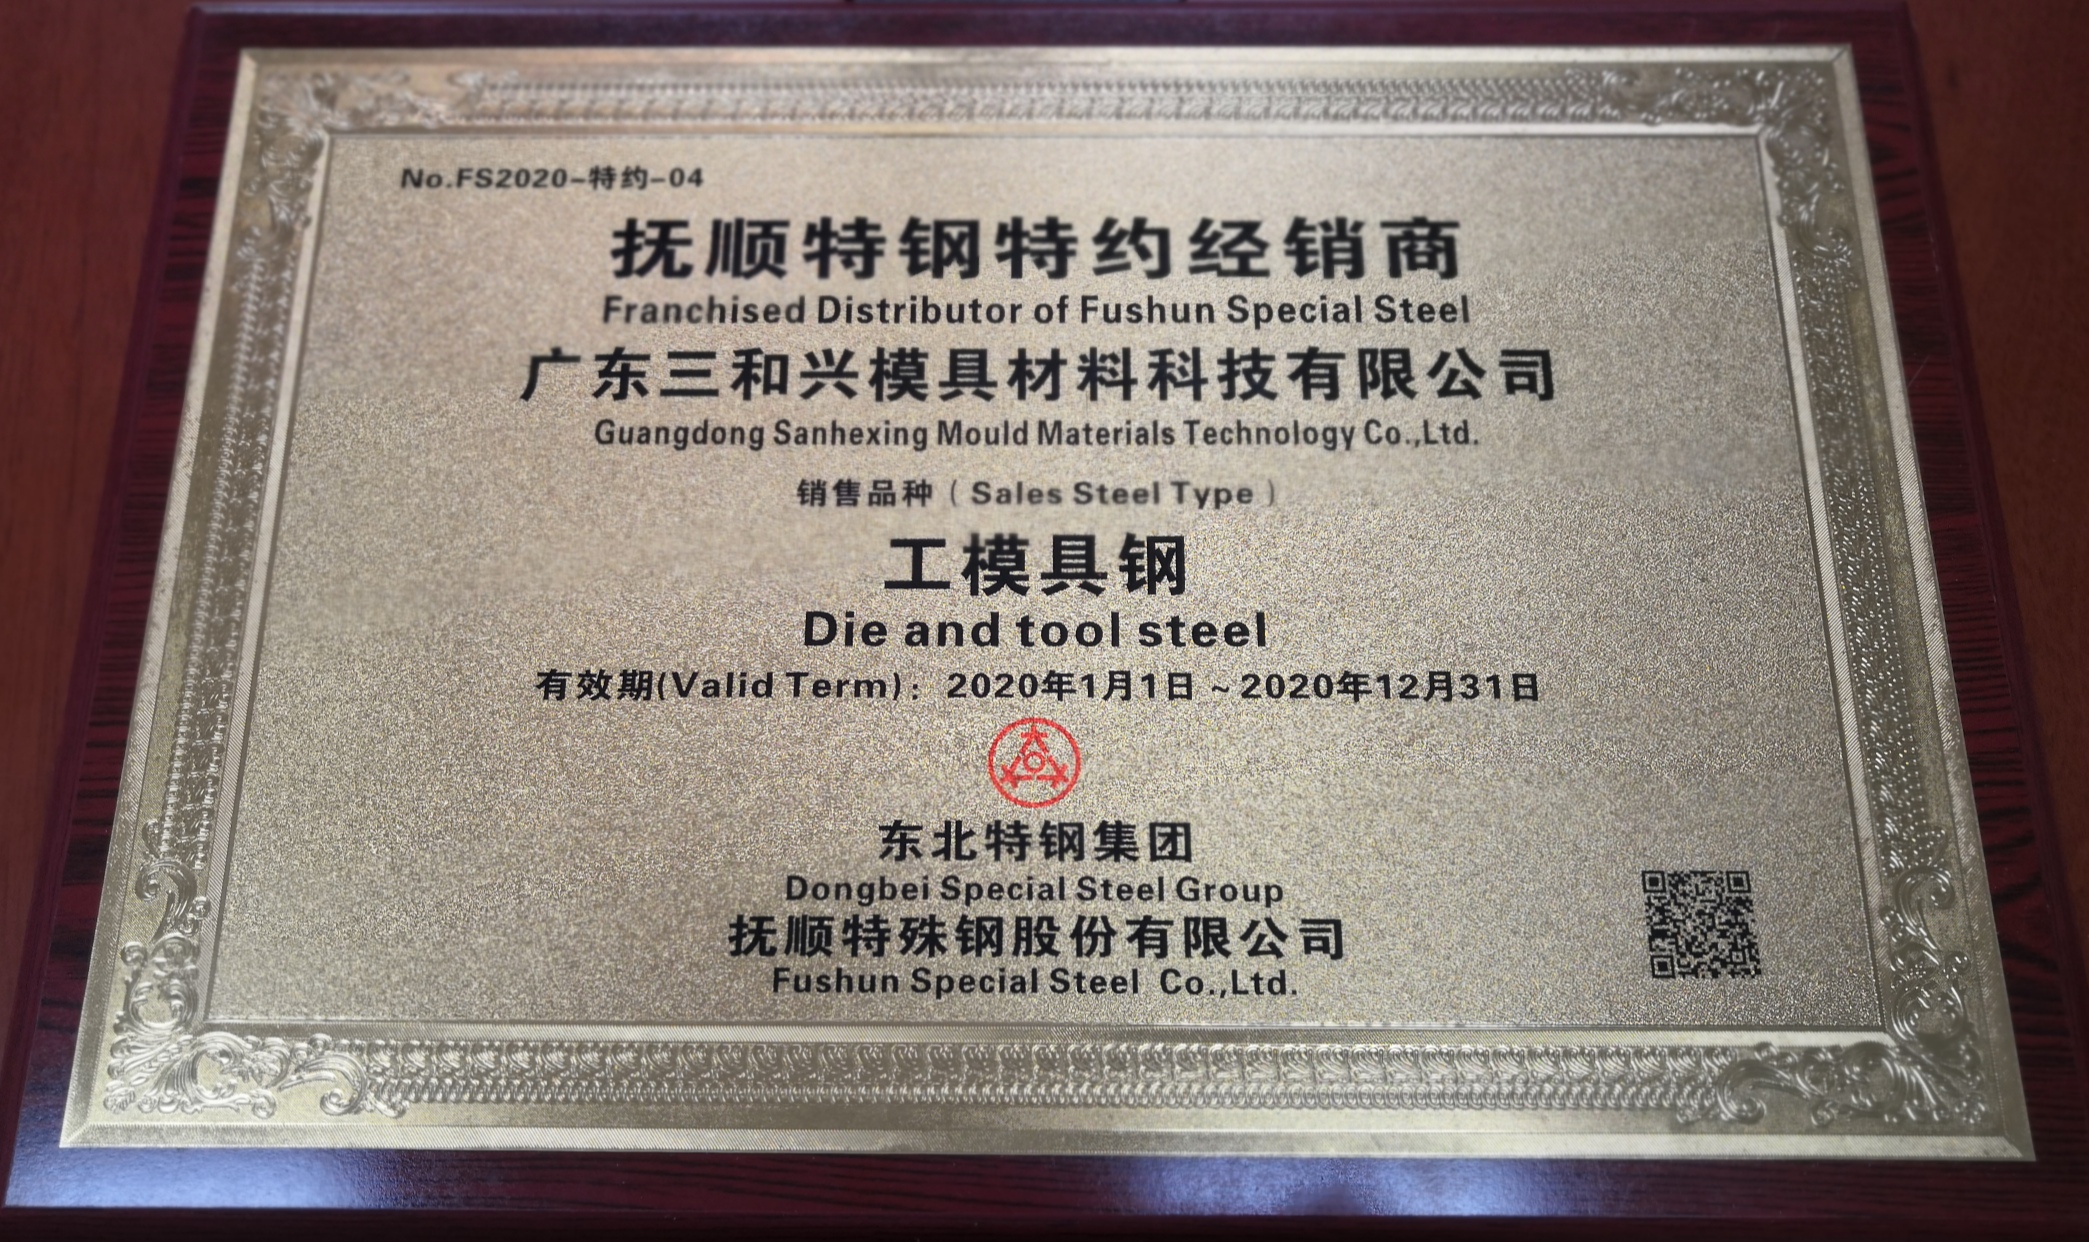 No.FS2020-特约-04
抚顺特钢特约经销商
Franchised Distributor of Fushun Special Steel
广东三和兴模具材料科技有限公司
Guangdong Sanhexing Mould Materials Technology Co.,Ltd.
销售品种（Sales Steel Type）
工模具钢
Die and tool steel
有效期(Valid Term)：2020年1月1日~2020年12月31日
东北特钢集团
Dongbei Special Steel Group
抚顺特殊钢股份有限公司
Fushun Special Steel Co.,Ltd.